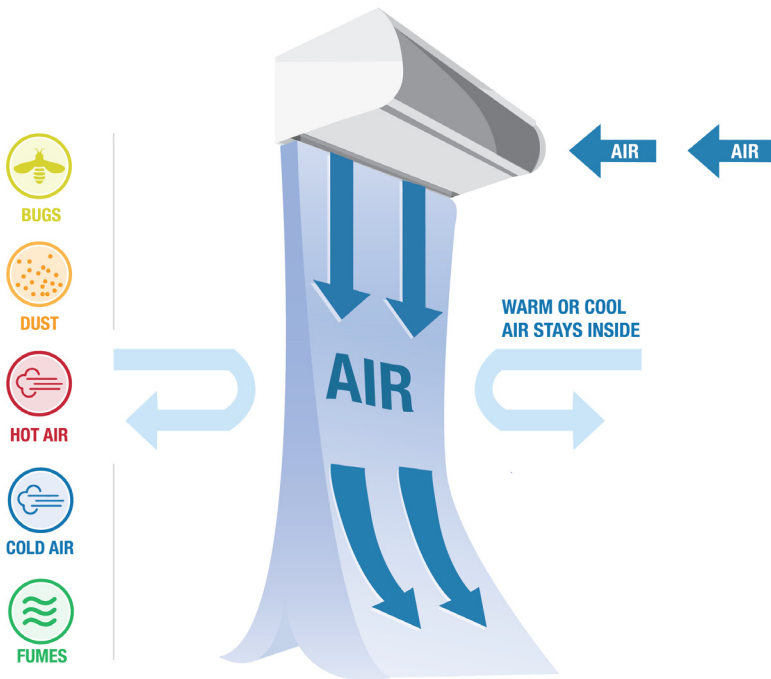 AIR
AIR
BUGS
DUST
WARM OR COOL
AIR STAYS INSIDE
AIR
HOT AIR
COLD AIR
FUMES